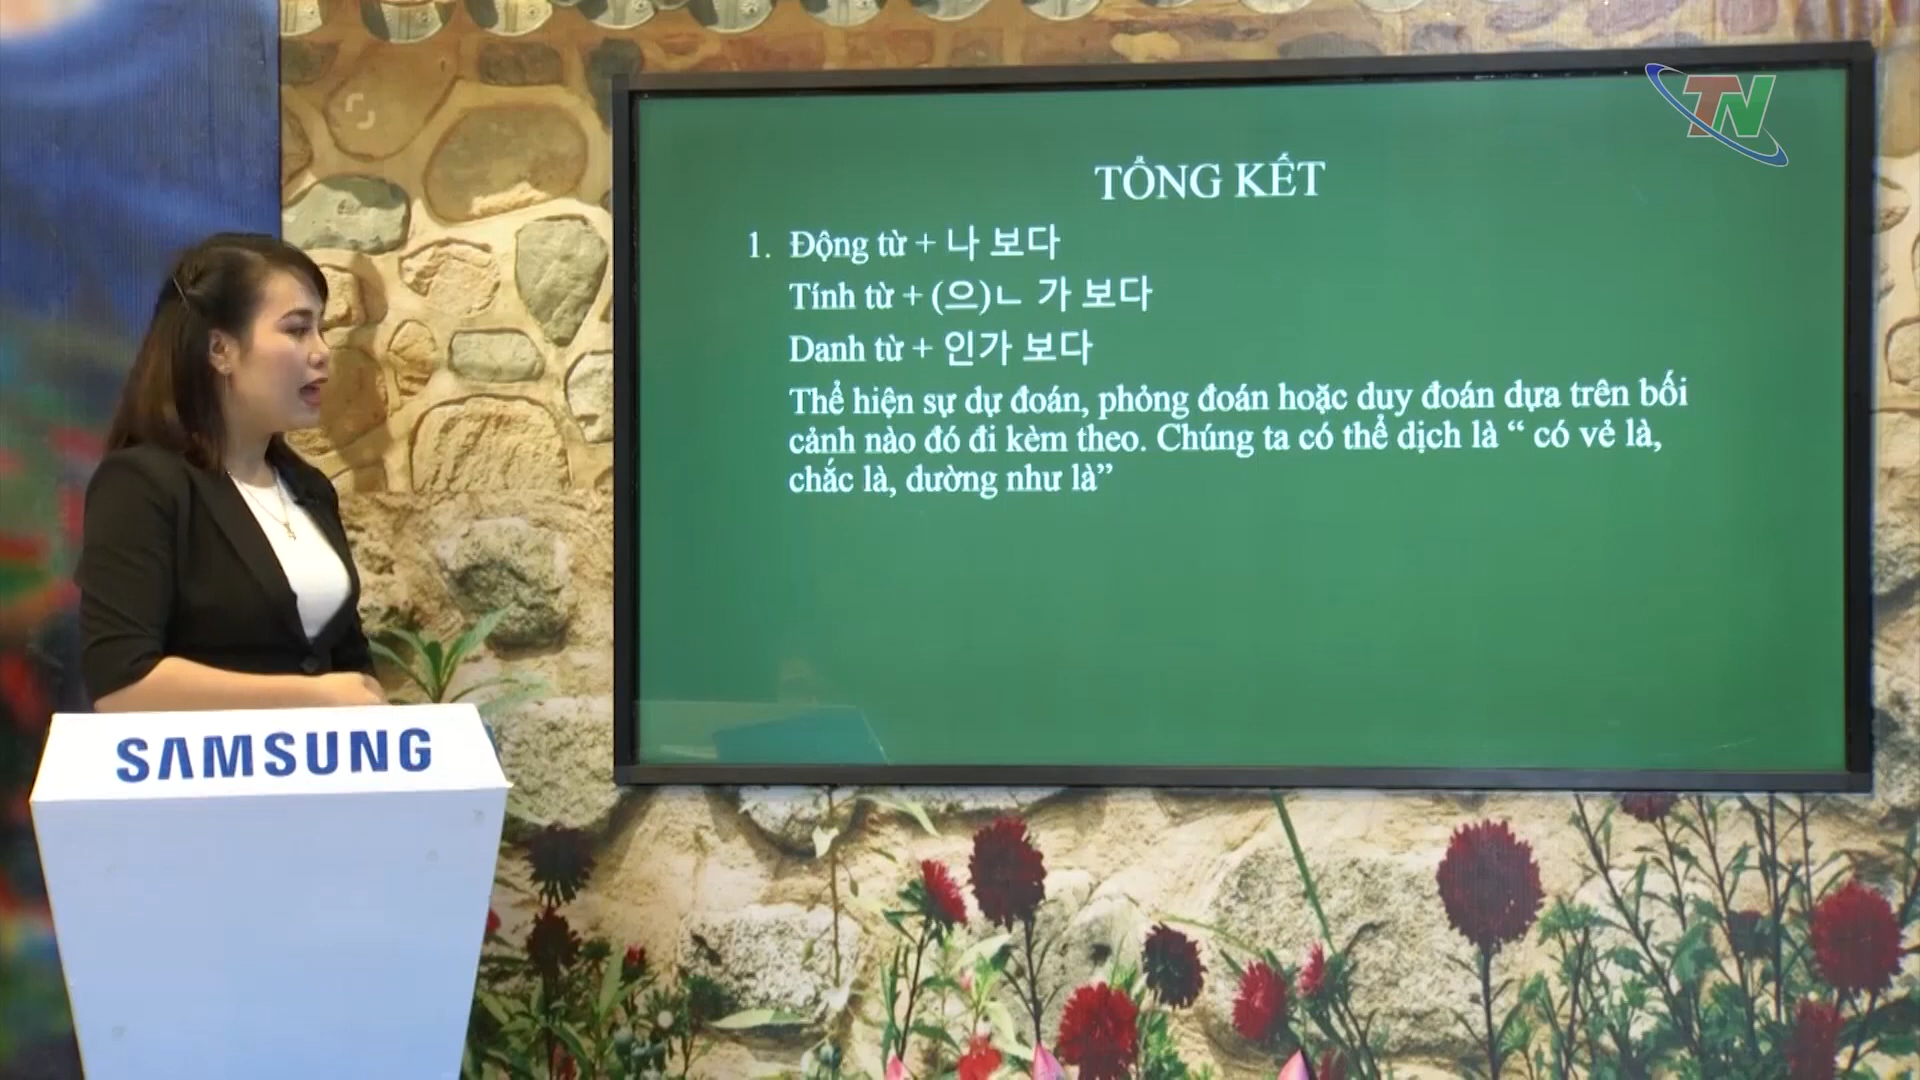 TN
TỔNG KẾT
1. Động từ + 나 보다
Tính từ + (으)ㄴ 가 보다
Danh từ + 인가 보다
Thể hiện sự dự đoán, phỏng đoán hoặc duy đoán dựa trên bối
cảnh nào đó đi kèm theo. Chúng ta có thể dịch là “ có vẻ là,
chắc là, dường như là”
SAMSUNG